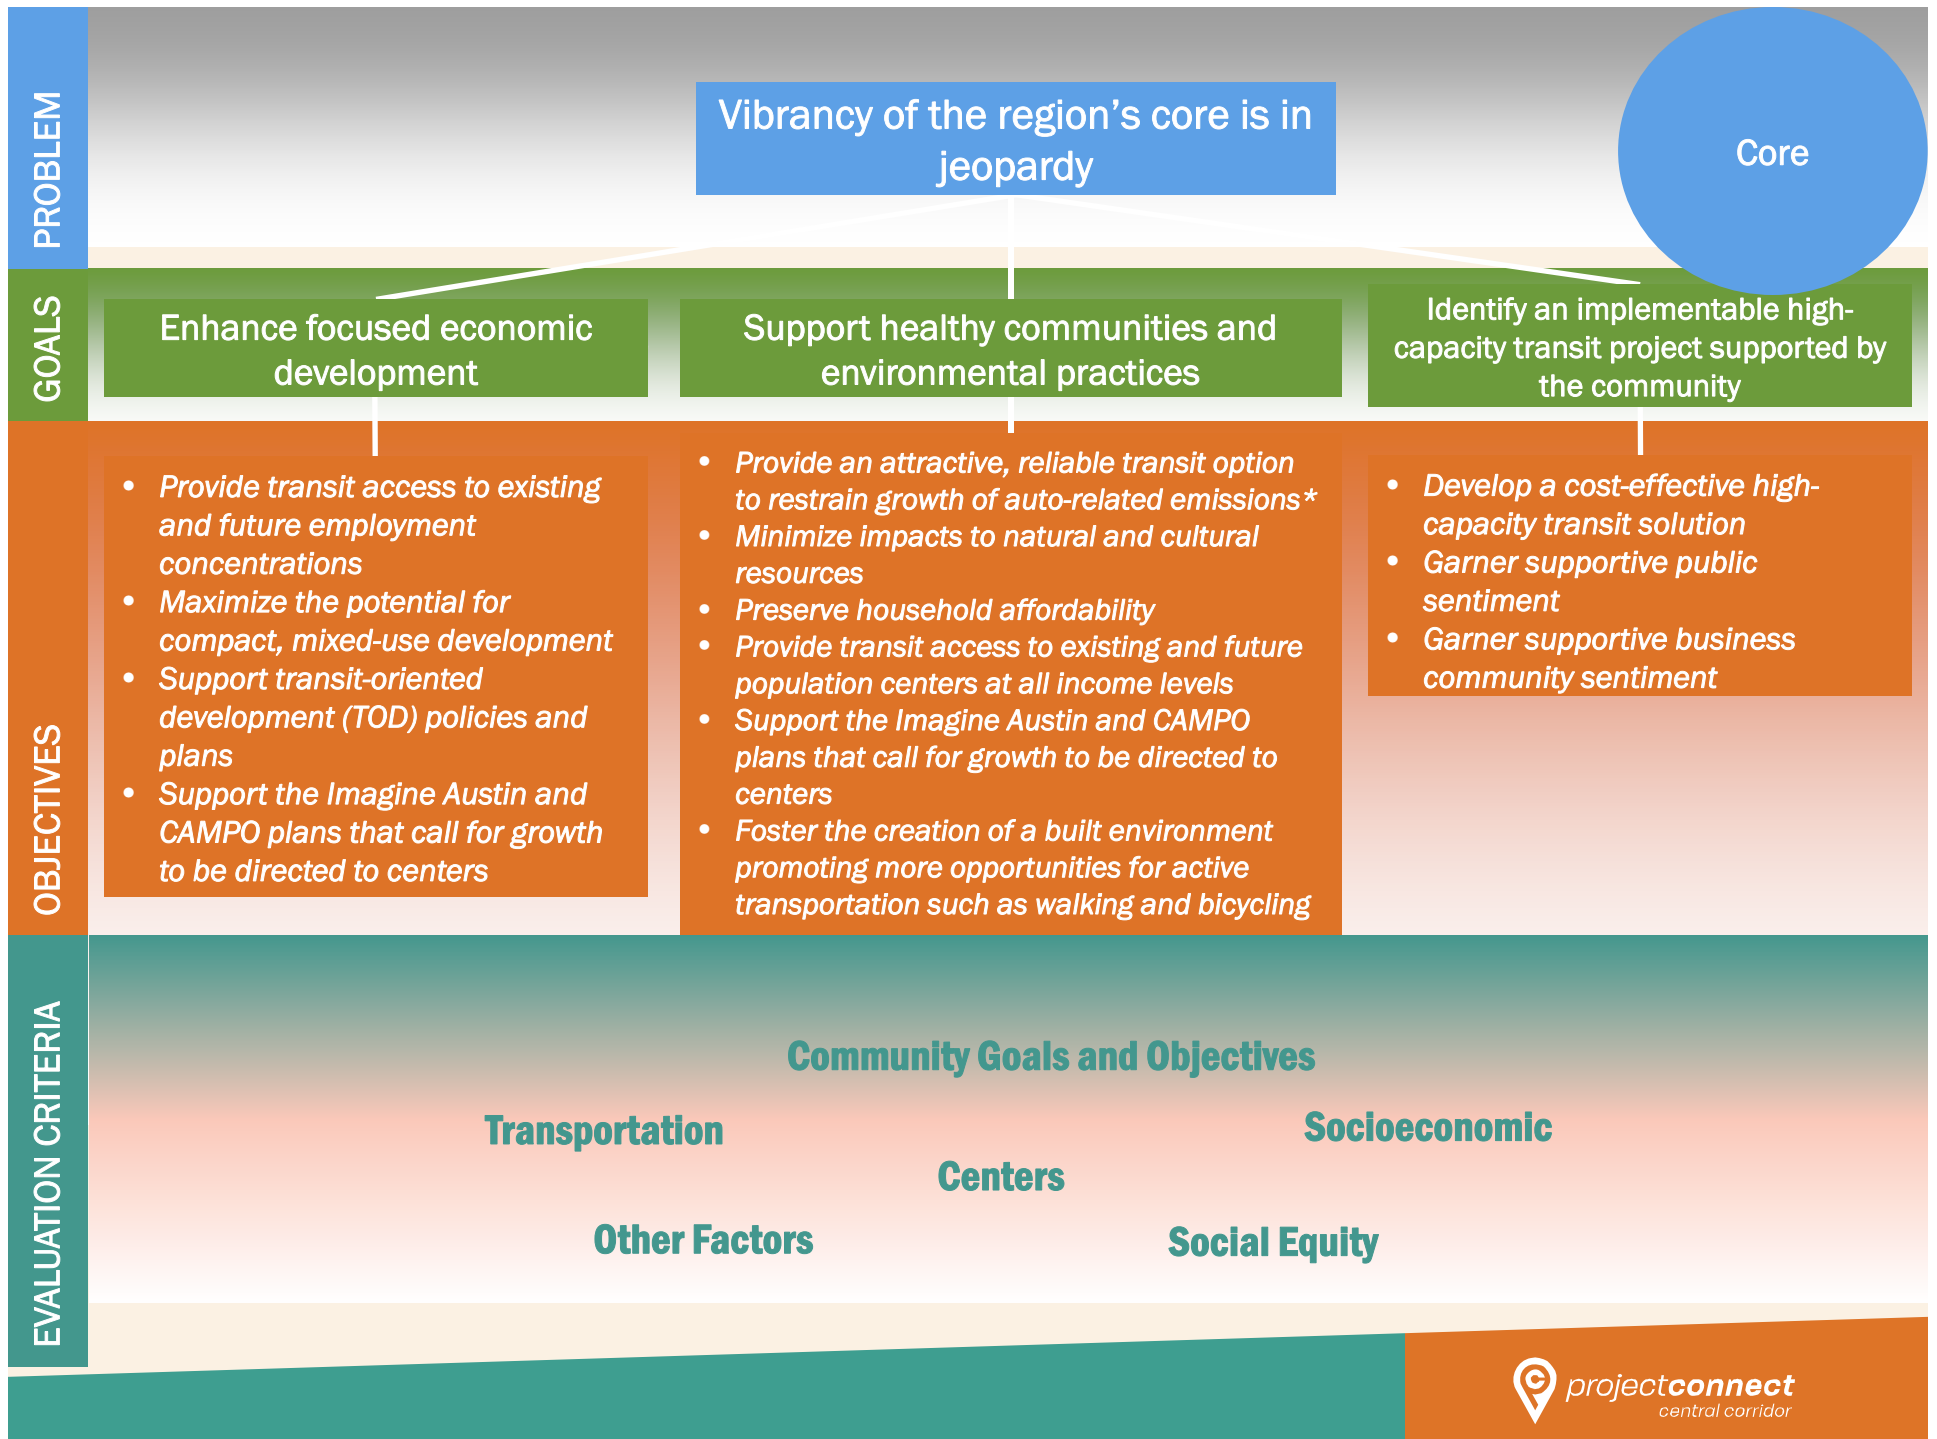 PROBLEM
Vibrancy of the region’s core is in
jeopardy
Core
GOALS
Enhance focused economic
development
Support healthy communities and
environmental practices
Identify an implementable high-
capacity transit project supported by
the community
OBJECTIVES
• Provide transit access to existing
and future employment
concentrations
• Maximize the potential for
compact, mixed-use development
• Support transit-oriented
development (TOD) policies and
plans
• Support the Imagine Austin and
CAMPO plans that call for growth
to be directed to centers
• Provide an attractive, reliable transit option
to restrain growth of auto-related emissions*
• Minimize impacts to natural and cultural
resources
• Preserve household affordability
• Provide transit access to existing and future
population centers at all income levels
• Support the Imagine Austin and CAMPO
plans that call for growth to be directed to
centers
• Foster the creation of a built environment
promoting more opportunities for active
transportation such as walking and bicycling
• Develop a cost-effective high-
capacity transit solution
• Garner supportive public
sentiment
• Garner supportive business
community sentiment
EVALUATION CRITERIA
Community Goals and Objectives
Transportation
Socioeconomic
Centers
Other Factors
Social Equity
projectconnect
central corridor